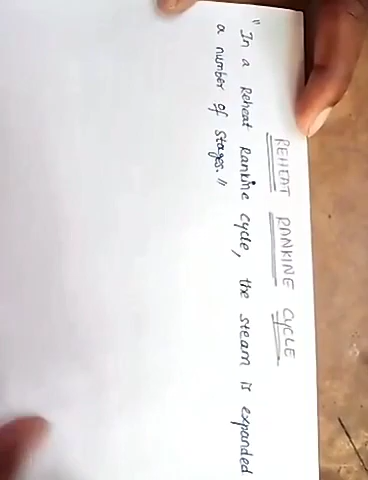 REHEAT RANKINE CYCLE
"In a Reheat Rankine cycle, the steam is expanded
a number of stages."